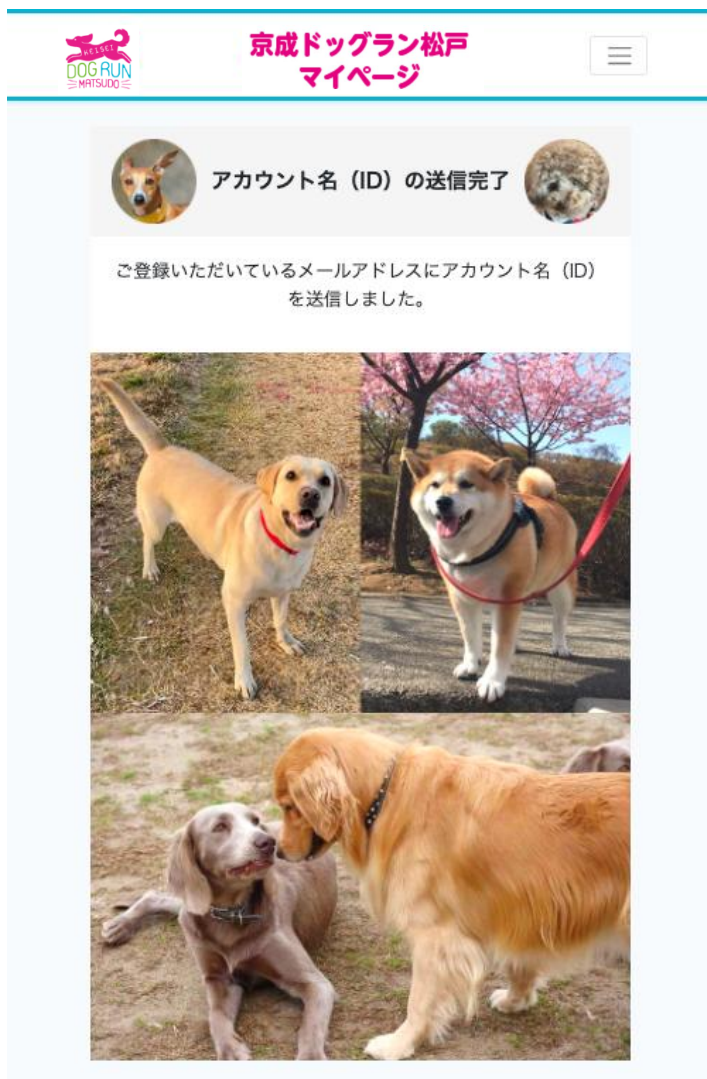 KEISEI
DOG RUN
MATSUDO
京成ドッグラン松戸
マイページ
アカウント名（ID）の送信完了
ご登録いただいているメールアドレスにアカウント名（ID）
を送信しました。